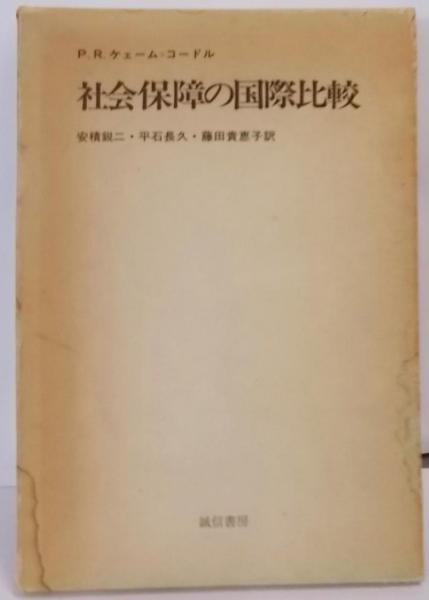 P.R.ケェーム=コードル
社会保障の国際比較
安積鋭二・平石長久・藤田貴恵子訳
誠信書房